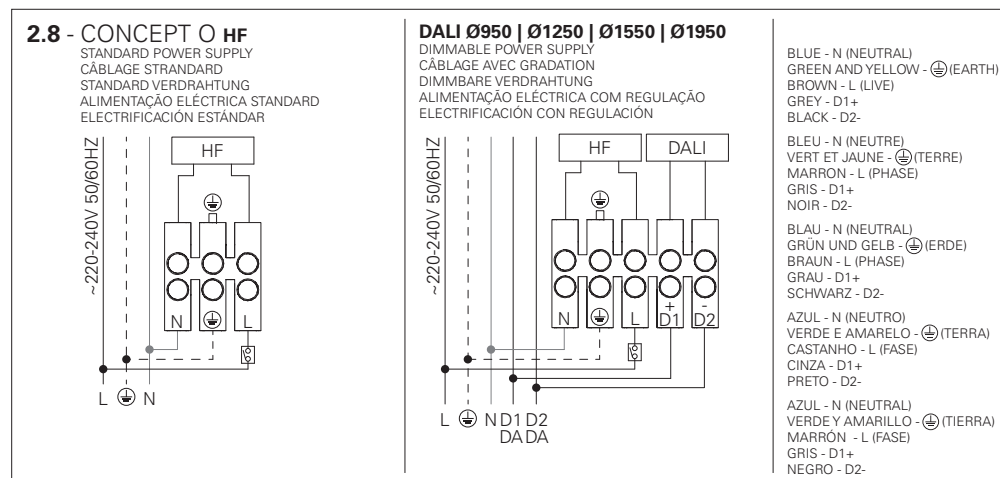 2.8 - CONCEPT O HF
STANDARD POWER SUPPLY
CÂBLAGE STRANDARD
STANDARD VERDRAHTUNG
ALIMENTAÇÃO ELÉCTRICA STANDARD
ELECTRIFICACIÓN ESTÁNDAR
~220-240V 50/60HZ
HF
N L
L N
DALI Ø950 | Ø1250 | Ø1550 | Ø1950
DIMMABLE POWER SUPPLY
CÂBLAGE AVEC GRADATION
DIMMBARE VERDRAHTUNG
ALIMENTAÇÃO ELÉCTRICA COM REGULAÇÃO
ELECTRIFICACIÓN CON REGULACIÓN
~220-240V 50/60HZ
HF DALI
+ -
N L D1 D2
L N D1 D2
DA DA
BLUE - N (NEUTRAL)
GREEN AND YELLOW - (EARTH)
BROWN - L (LIVE)
GREY - D1+
BLACK - D2-
BLEU - N (NEUTRE)
VERT ET JAUNE - (TERRE)
MARRON - L (PHASE)
GRIS - D1+
NOIR - D2-
BLAU - N (NEUTRAL)
GRÜN UND GELB - (ERDE)
BRAUN - L (PHASE)
GRAU - D1+
SCHWARZ - D2-
AZUL - N (NEUTRO)
VERDE E AMARELO - (TERRA)
CASTANHO - L (FASE)
CINZA - D1+
PRETO - D2-
AZUL - N (NEUTRAL)
VERDE Y AMARILLO - (TIERRA)
MARRÓN - L (FASE)
GRIS - D1+
NEGRO - D2-